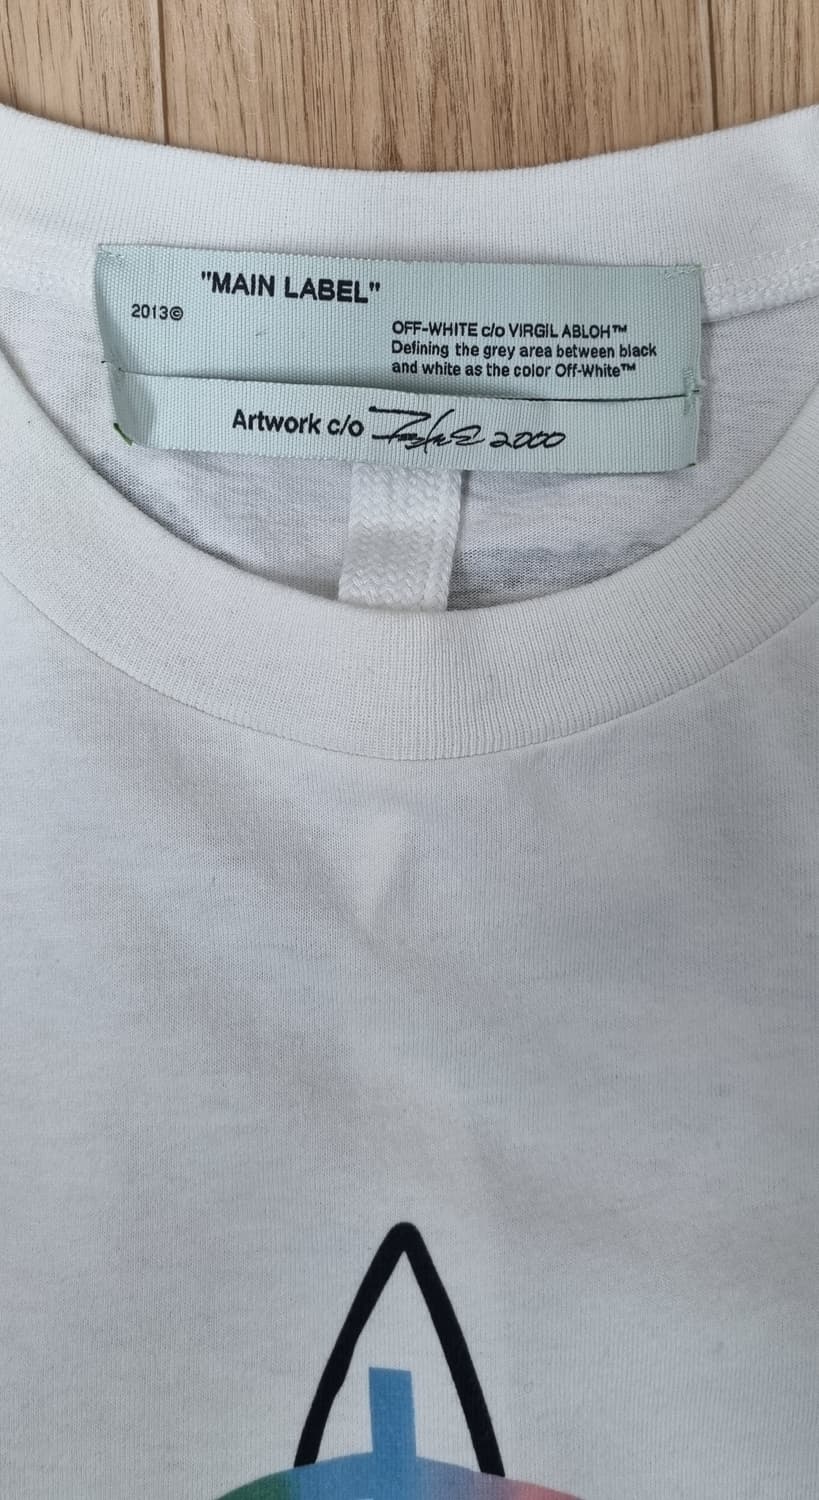 "MAIN LABEL"
2013©
OFF-WHITE c/o VIRGIL ABLOH™
Defining the grey area between black
and white as the color Off-White™
Artwork c/o Futura 2000